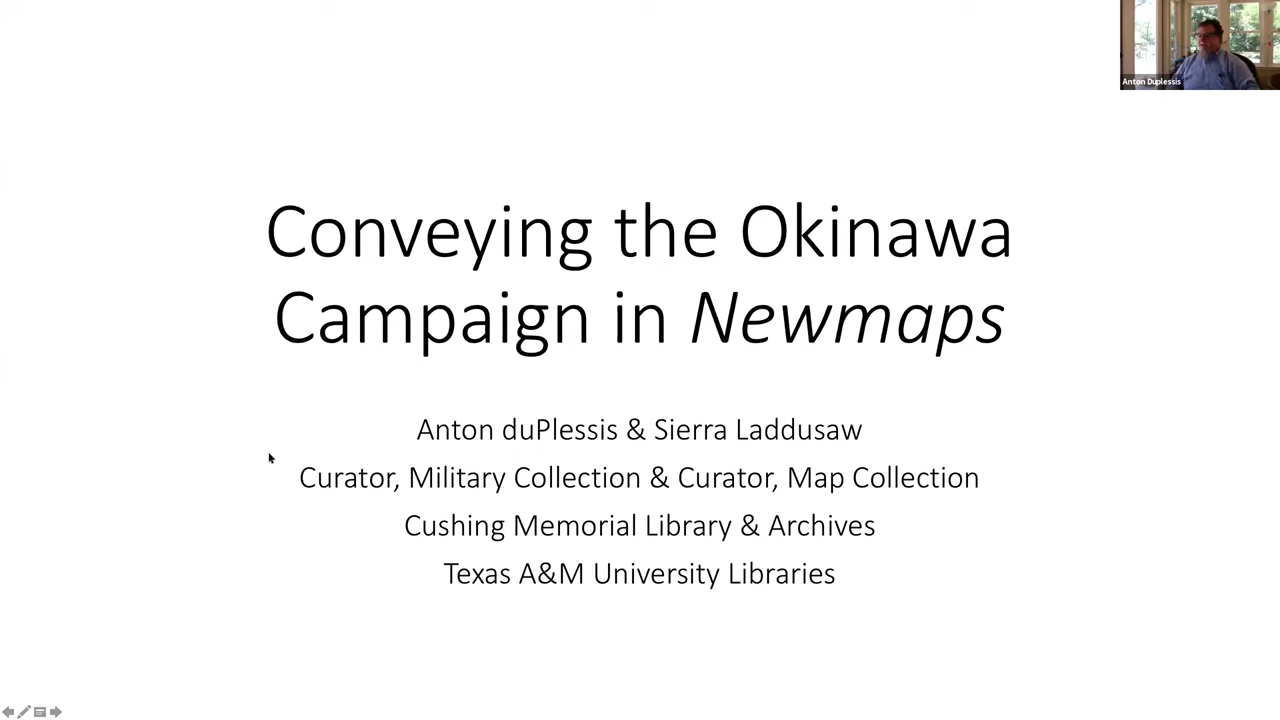 Anton Duplessis
Conveying the Okinawa
Campaign in Newmaps
Anton duPlessis & Sierra Laddusaw
Curator, Military Collection & Curator, Map Collection
Cushing Memorial Library & Archives
Texas A&M University Libraries